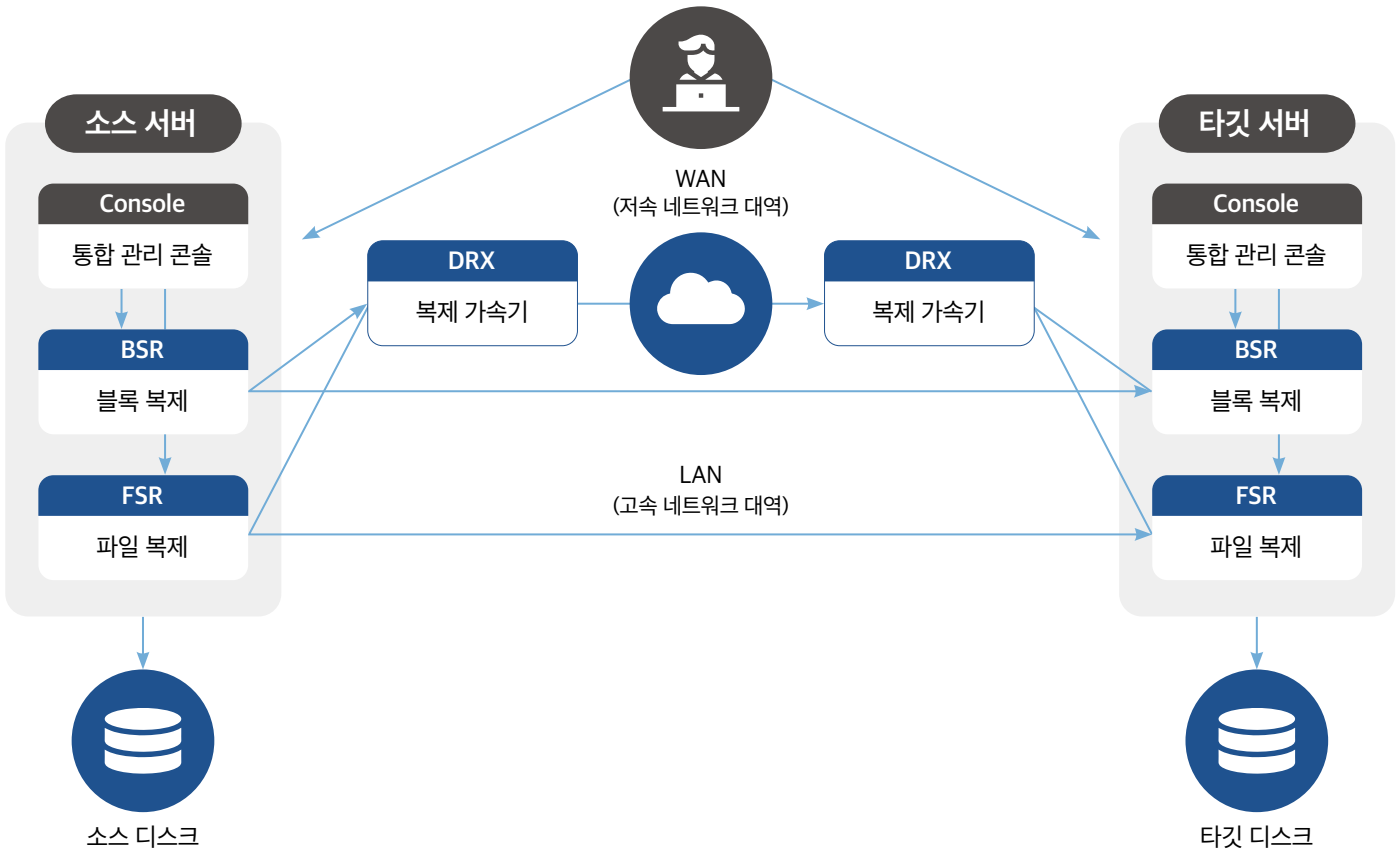 소스 서버
Console
통합 관리 콘솔
BSR
블록 복제
FSR
파일 복제
소스 디스크
WAN
(저속 네트워크 대역)
DRX
복제 가속기
DRX
복제 가속기
LAN
(고속 네트워크 대역)
타깃 서버
Console
통합 관리 콘솔
BSR
블록 복제
FSR
파일 복제
타깃 디스크